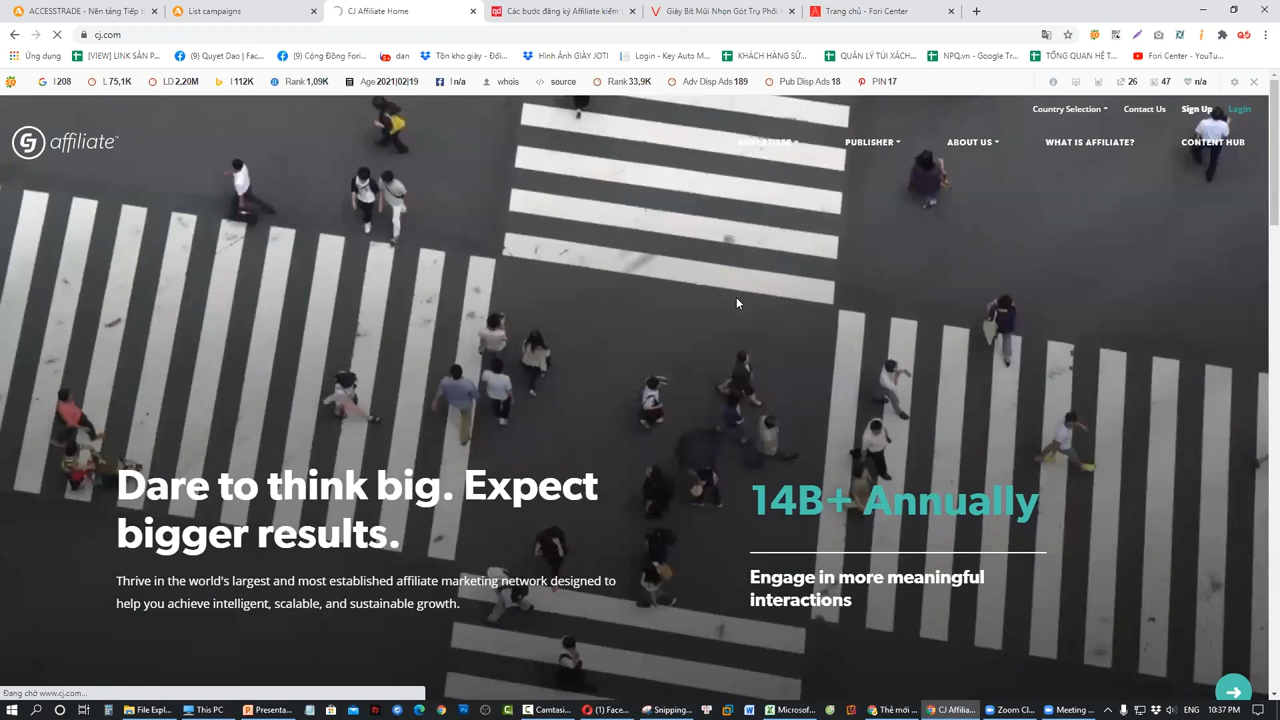 ACCESSTRADE - Nền tảng Tiếp t
List campaigns
CJ Affiliate Home
Các bước đăng ký Affiliate kiếm t
Giày Bít Mũi Nhọn Gót Trụ Phối h
Trang chủ - Fori Center
cj.com
Ứng dung
[VIEW] LINK SẢN P...
(9) Quyet Dao | Fac...
(9) Cộng Đồng Fori...
dan
Tồn kho giày - Đối...
Hình Ảnh GIÀY JOTI
Login - Key Auto M...
KHÁCH HÀNG SỬ...
QUẢN LÝ TÚI XÁCH...
NPQ.vn - Google Tr...
TỔNG QUAN HỆ T...
Fori Center - YouTu...
I 208
L 75,1K
LD 2,20M
I 112K
Rank 1,09K
Age 2021|02|19
I n/a
whois
source
Rank 33,9K
Adv Disp Ads 189
Pub Disp Ads 18
PIN 17
26
47
n/a
Country Selection
Contact Us
Sign Up
Login
CJ affiliate
PUBLISHER
ABOUT US
WHAT IS AFFILIATE?
CONTENT HUB
Dare to think big. Expect
bigger results.
Thrive in the world's largest and most established affiliate marketing network designed to
help you achieve intelligent, scalable, and sustainable growth.
14B+ Annually
Engage in more meaningful
interactions
Đang chờ www.cj.com...
File Expl...
This PC
Presenta...
Camtasi...
(1) Face...
Snipping...
Microsof...
Thẻ mới ...
CJ Affilia...
Zoom Cl...
Meeting ...
ENG
10:37 PM